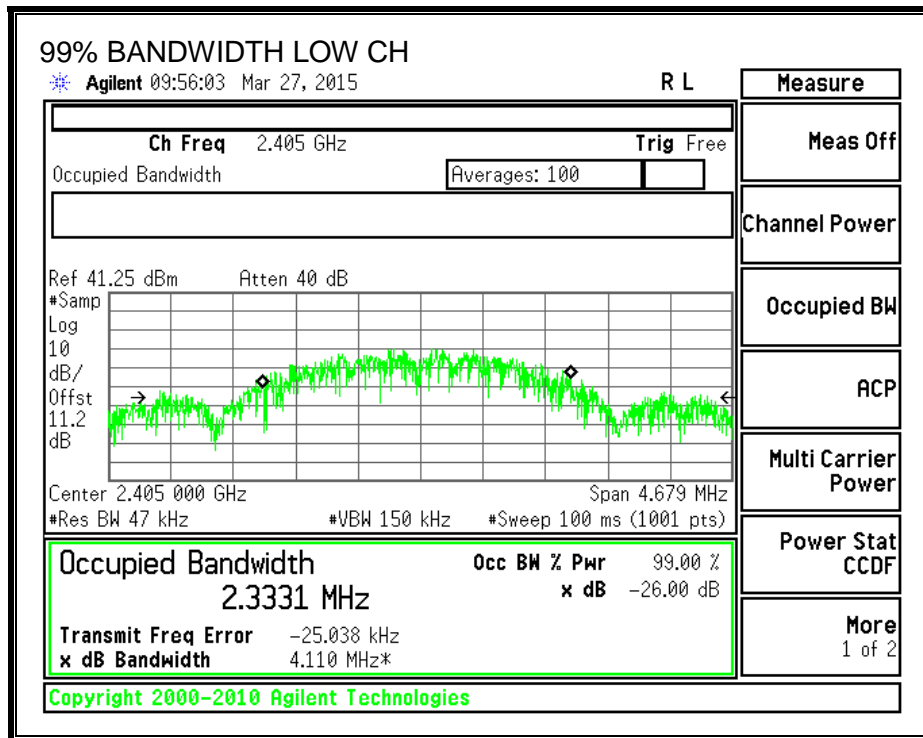 99% BANDWIDTH LOW CH
Agilent 09:56:03 Mar 27, 2015 R L
Measure
Ch Freq 2.405 GHz Trig Free
Occupied Bandwidth Averages: 100
Meas Off
Channel Power
Occupied BW
ACP
Multi Carrier
Power
Power Stat
CCDF
More
1 of 2
Ref 41.25 dBm Atten 40 dB
#Samp
Log
10
dB/
Offst
11.2
dB
Center 2.405 000 GHz Span 4.679 MHz
#Res BW 47 kHz #VBW 150 kHz #Sweep 100 ms (1001 pts)
Occupied Bandwidth Occ BW % Pwr 99.00 %
2.3331 MHz x dB -26.00 dB
Transmit Freq Error -25.038 kHz
x dB Bandwidth 4.110 MHz*
Copyright 2000-2010 Agilent Technologies